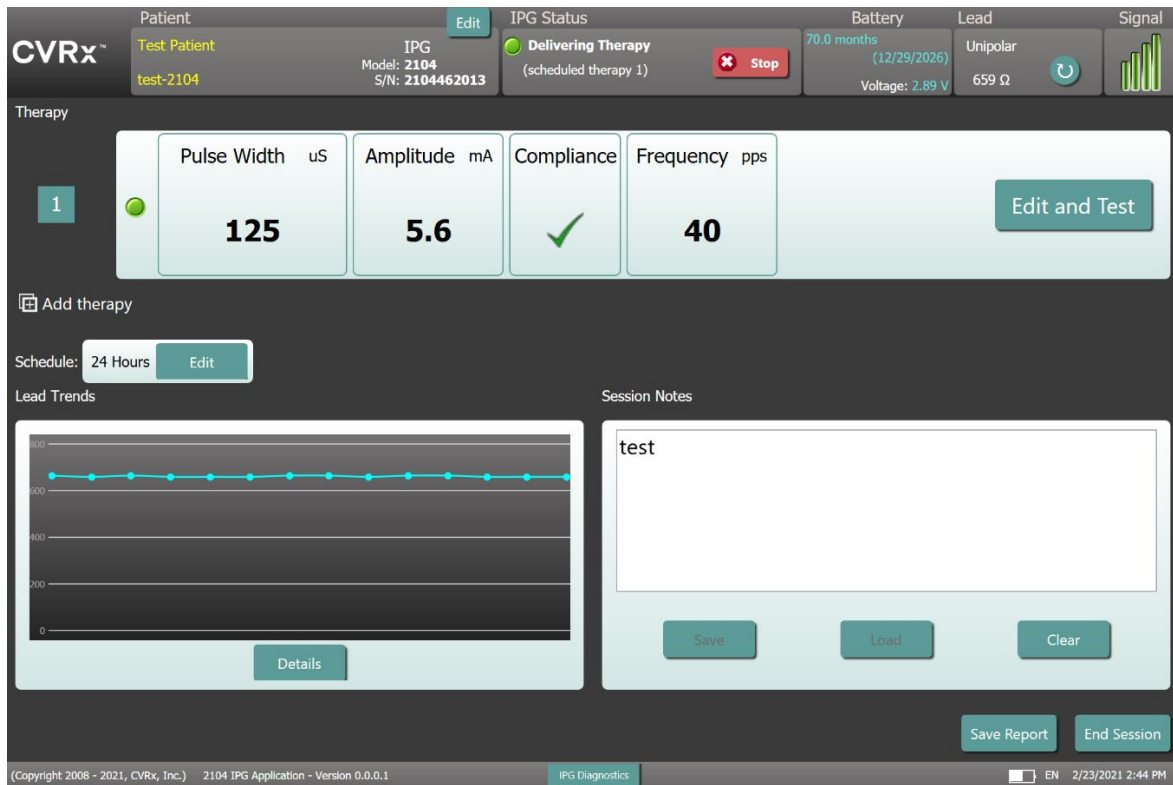 CVRx™
Patient
Edit
Test Patient
test-2104
IPG
Model: 2104
S/N: 2104462013
IPG Status
Delivering Therapy
(scheduled therapy 1)
Stop
Battery
70.0 months
(12/29/2026)
Voltage: 2.89 V
Lead
Unipolar
659 Ω
Signal
Therapy
1
Pulse Width uS
125
Amplitude mA
5.6
Compliance
Frequency pps
40
Edit and Test
Add therapy
Schedule: 24 Hours Edit
Lead Trends
800
600
400
200
0
Details
Session Notes
test
Save Load Clear
Save Report End Session
(Copyright 2008 - 2021, CVRx, Inc.) 2104 IPG Application - Version 0.0.0.1 IPG Diagnostics EN 2/23/2021 2:44 PM